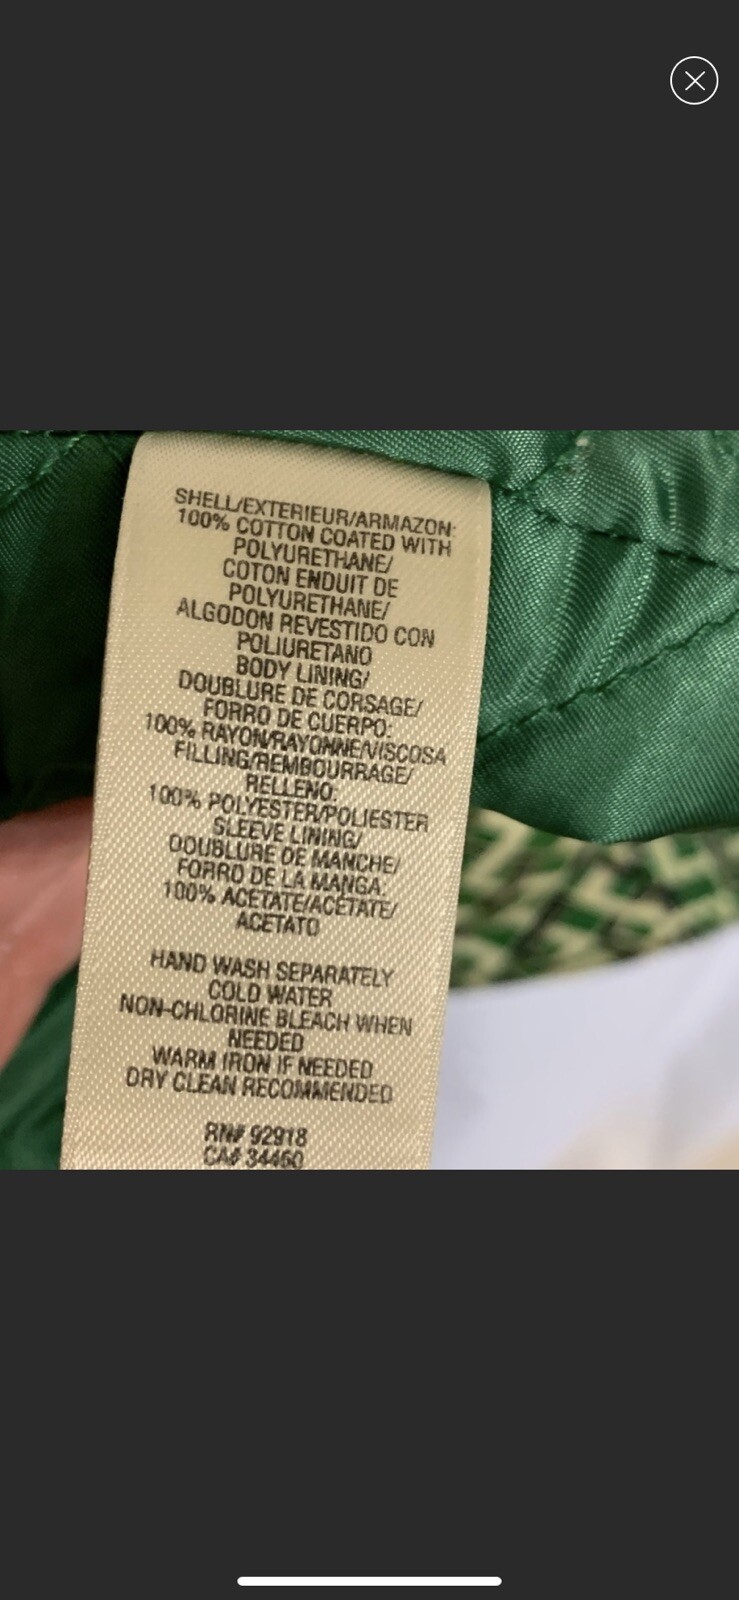 SHELL/EXTERIEUR/ARMAZON:
100% COTTON COATED WITH
POLYURETHANE/
COTON ENDUIT DE
POLYURETHANE/
ALGODON REVESTIDO CON
POLIURETANO
BODY LINING/
DOUBLURE DE CORSAGE/
FORRO DE CUERPO:
100% RAYON/RAYONNE/VISCOSA
FILLING/REMBOURRAGE/
RELLENO:
100% POLYESTER/POLIESTER
SLEEVE LINING/
DOUBLURE DE MANCHE/
FORRO DE LA MANGA:
100% ACETATE/ACÉTATE/
ACETATO
HAND WASH SEPARATELY
COLD WATER
NON-CHLORINE BLEACH WHEN
NEEDED
WARM IRON IF NEEDED
DRY CLEAN RECOMMENDED
RN# 92918
CA# 34460